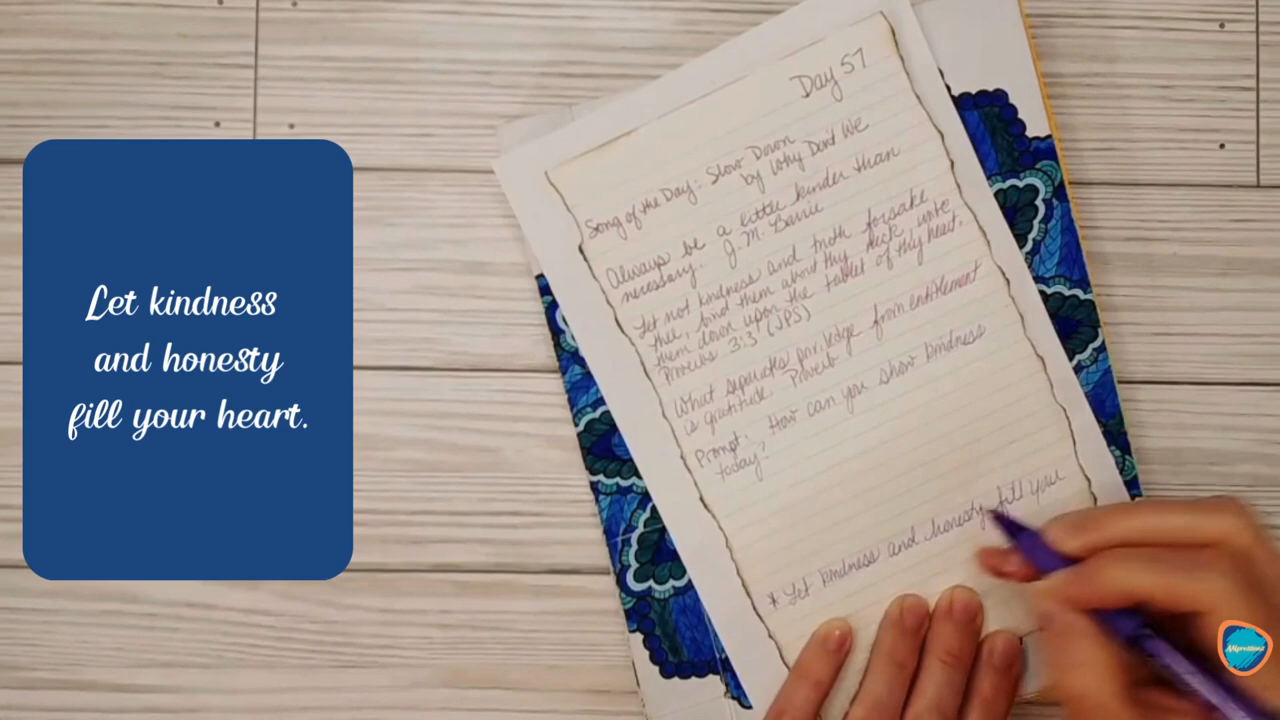 Let kindness
and honesty
fill your heart.
Day 57
Song of the Day: Slow Down
by Why Don't We
Always be a little kinder than
necessary. J. M. Barrie
Let not kindness and truth forsake
thee, bind them about thy neck, write
them down upon the tablet of thy heart.
Proverbs 3:3 (JPS)
What separates privledge from entitlement
is gratitude. Proverb
Prompt: How can you show kindness
today?
* Let kindness and honesty fill your